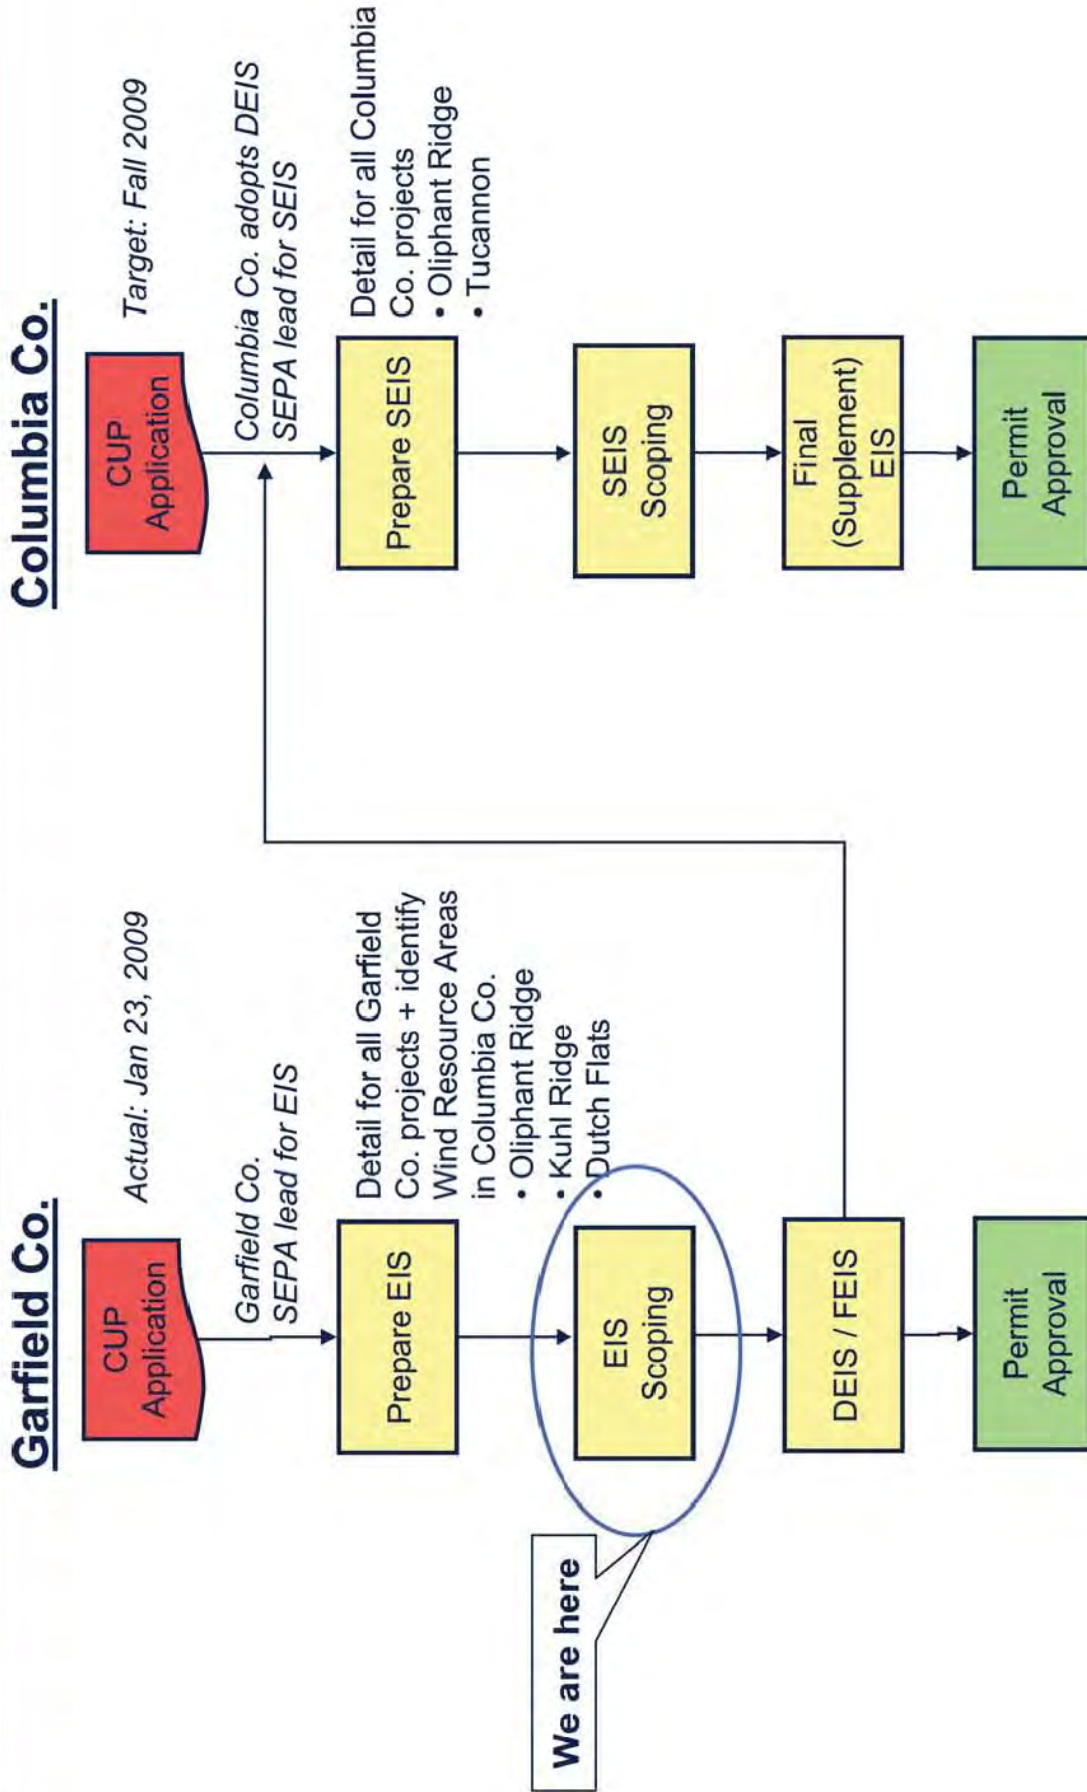 Garfield Co.
CUP
Application
Actual: Jan 23, 2009
Garfield Co.
SEPA lead for EIS
Prepare EIS
Detail for all Garfield
Co. projects + identify
Wind Resource Areas
in Columbia Co.
• Oliphant Ridge
• Kuhl Ridge
• Dutch Flats
We are here
EIS
Scoping
DEIS / FEIS
Permit
Approval
Columbia Co.
CUP
Application
Target: Fall 2009
Columbia Co. adopts DEIS
SEPA lead for SEIS
Prepare SEIS
Detail for all Columbia
Co. projects
• Oliphant Ridge
• Tucannon
SEIS
Scoping
Final
(Supplement)
EIS
Permit
Approval